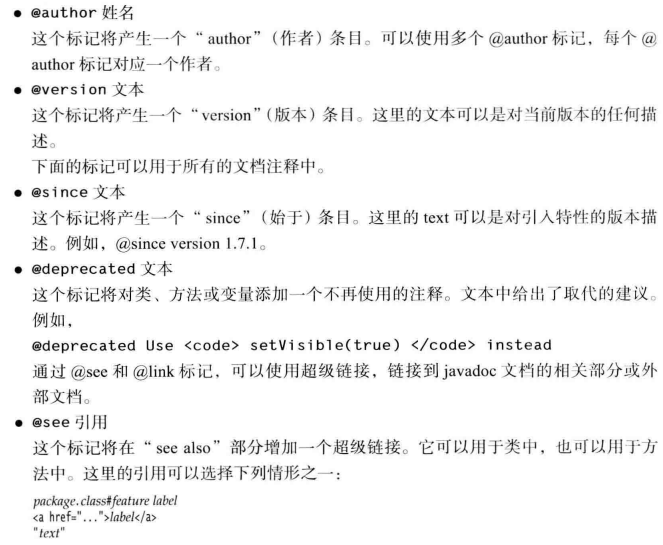 ● @author 姓名
这个标记将产生一个“author”（作者）条目。可以使用多个 @author 标记，每个 @
author 标记对应一个作者。
● @version 文本
这个标记将产生一个“version”（版本）条目。这里的文本可以是对当前版本的任何描
述。
下面的标记可以用于所有的文档注释中。
● @since 文本
这个标记将产生一个“since”（始于）条目。这里的 text 可以是对引入特性的版本描
述。例如，@since version 1.7.1。
● @deprecated 文本
这个标记将对类、方法或变量添加一个不再使用的注释。文本中给出了取代的建议。
例如，
@deprecated Use <code> setVisible(true) </code> instead
通过 @see 和 @link 标记，可以使用超级链接，链接到 javadoc 文档的相关部分或外
部文档。
● @see 引用
这个标记将在“see also”部分增加一个超级链接。它可以用于类中，也可以用于方
法中。这里的引用可以选择下列情形之一：
package.class#feature label
<a href="...">label</a>
"text"